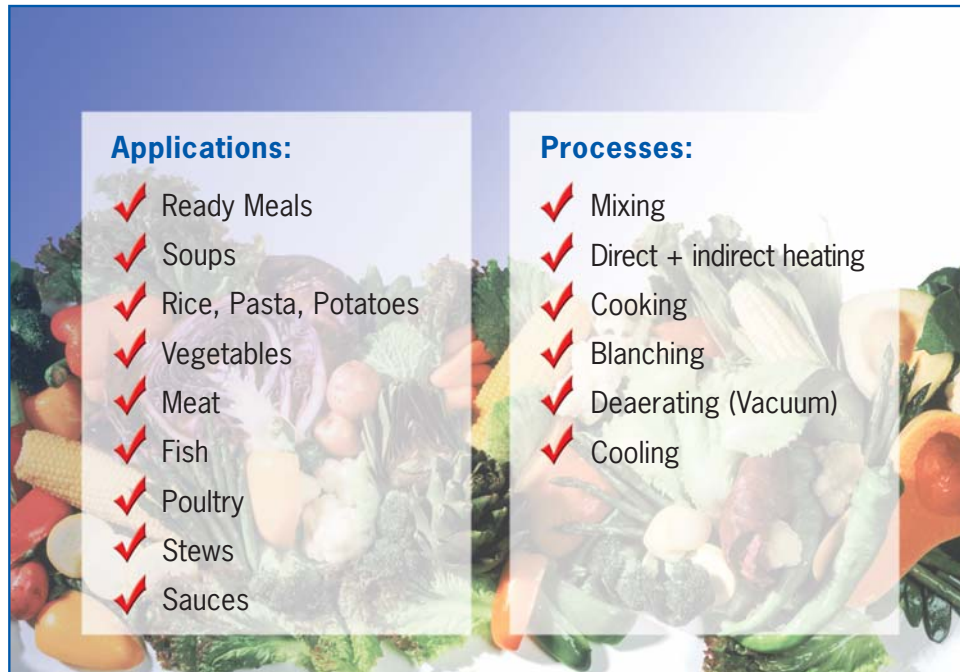 Applications:
Ready Meals
Soups
Rice, Pasta, Potatoes
Vegetables
Meat
Fish
Poultry
Stews
Sauces
Processes:
Mixing
Direct + indirect heating
Cooking
Blanching
Deaerating (Vacuum)
Cooling